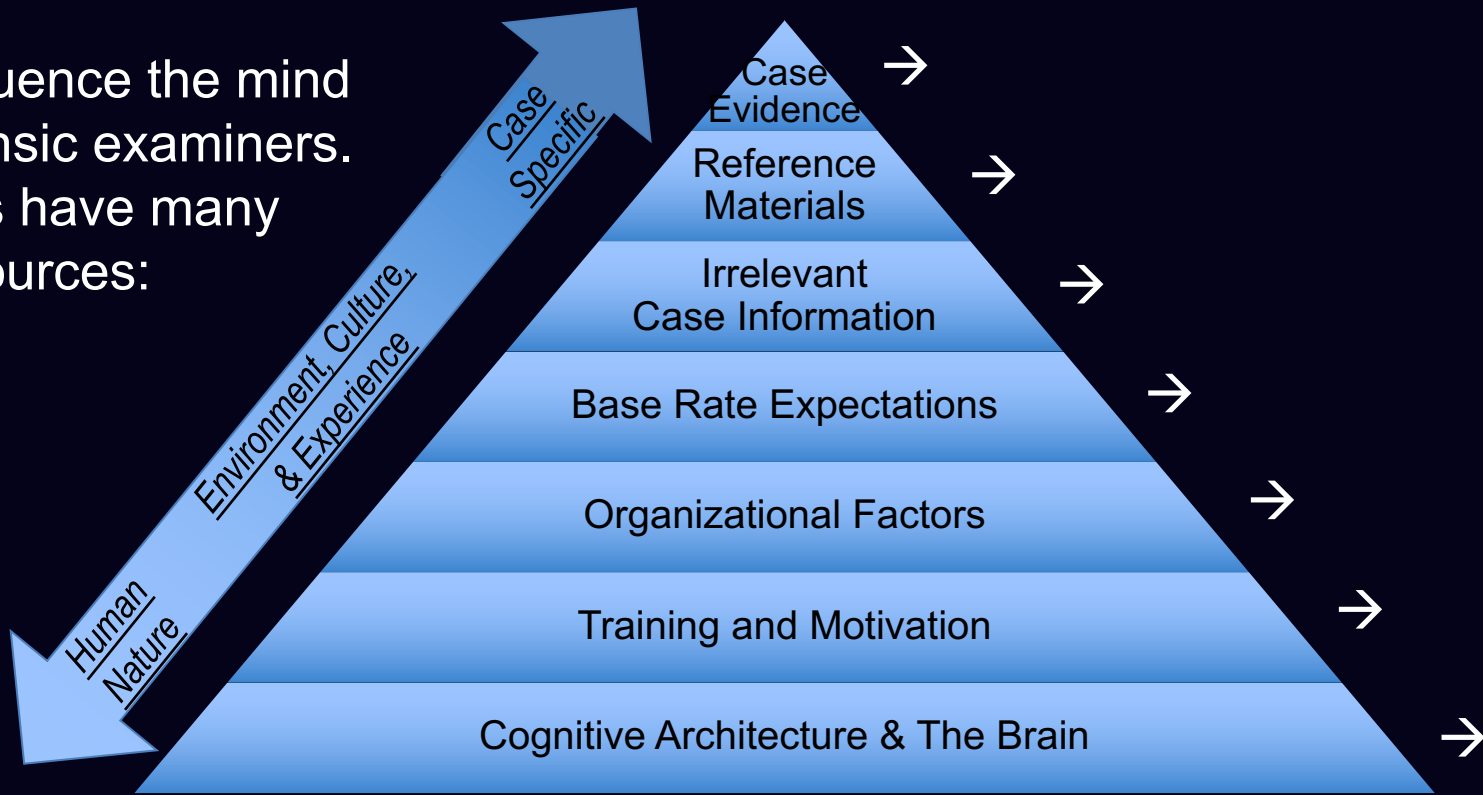 uence the mind
nsic examiners.
s have many
ources:
Case
Specific
Environment, Culture,
& Experience
Human
Nature
Case →
Evidence
Reference →
Materials
Irrelevant →
Case Information
Base Rate Expectations →
Organizational Factors →
Training and Motivation →
Cognitive Architecture & The Brain →